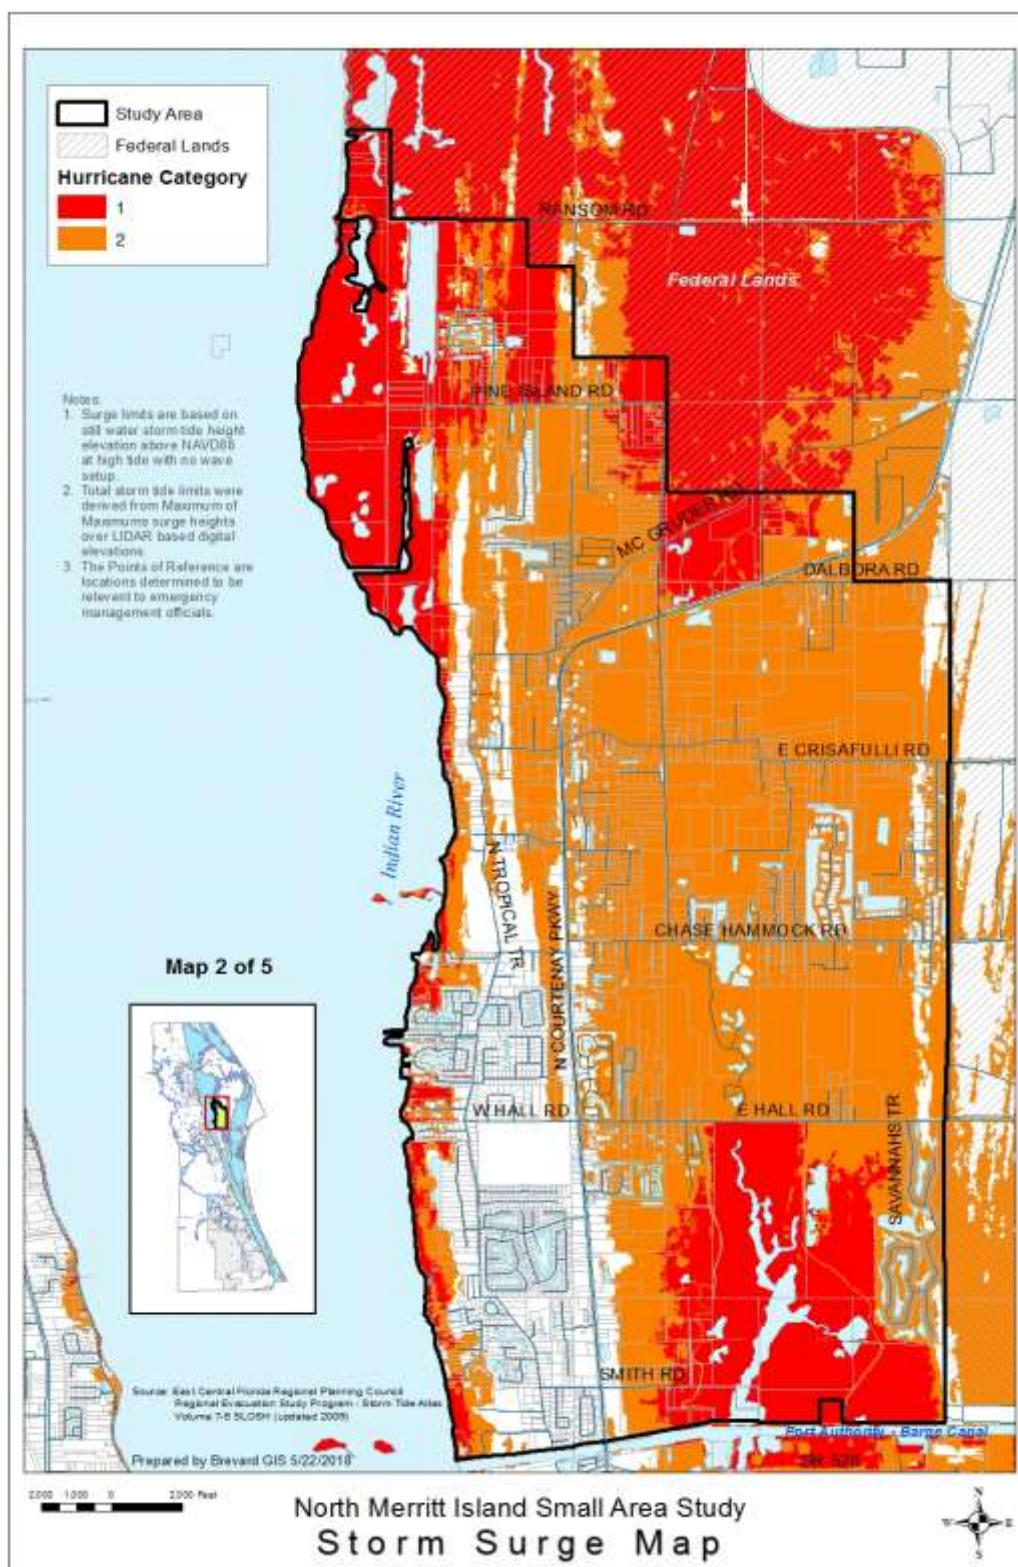 Study Area
Federal Lands
Hurricane Category
1
2
RANSOM RD
Federal Lands
PINE ISLAND RD
Notes:
1. Surge limits are based on
still water storm tide height
elevation above NAVD88
at high tide with no wave
setup.
2. Total storm tide limits were
derived from Maximum of
Maximums surge heights
over LIDAR based digital
elevations.
3. The Points of Reference are
locations determined to be
relevant to emergency
management officials.
MC GRUDER RD
DALBORA RD
E CRISAFULLI RD
Indian River
N TROPICAL TR
N COURTENAY PKWY
CHASE HAMMOCK RD
Map 2 of 5
W HALL RD
E HALL RD
SAVANNAHS TR
SMITH RD
Source: East Central Florida Regional Planning Council
Regional Evacuation Study Program - Storm Tide Atlas
Volume 7-5 SLOSH (updated 2009)
Port Authority - Barge Canal
SR 528
Prepared by Brevard GIS 5/22/2018
2,000 1,000 0 2,000 Feet
N
W E
S
North Merritt Island Small Area Study
Storm Surge Map